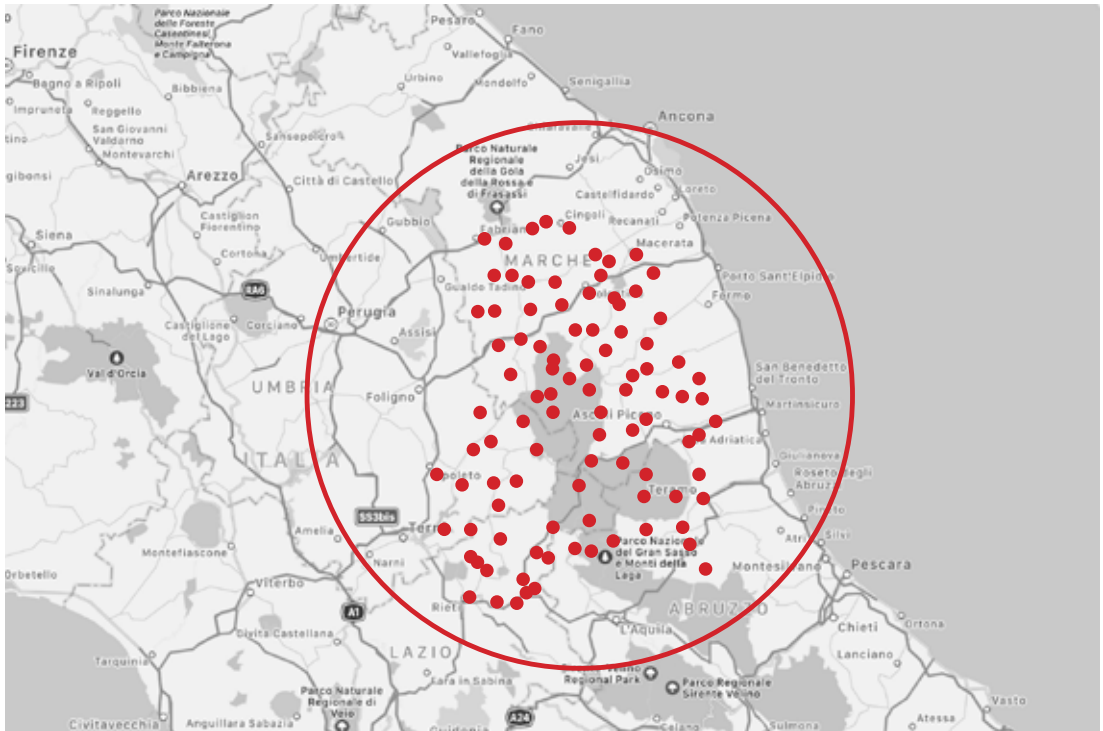 Parco Nazionale
delle Foreste
Casentinesi,
Monte Falterona
e Campigna
Pesaro
Fano
Firenze
Vallefoglia
Bagno a Ripoli
Bibbiena
Urbino
Mondolfo
Senigallia
Impruneta
Reggello
Ancona
San Giovanni
Valdarno
Sansepolcro
Chiaravalle
Montevarchi
Parco Naturale
Regionale
della Gola
della Rossa e
di Frasassi
Jesi
Osimo
Arezzo
Città di Castello
Castelfidardo
Loreto
Castiglion
Fiorentino
Gubbio
Cingoli
Recanati
Potenza Picena
Siena
Macerata
Cortona
Umbertide
MARCHE
Sinalunga
RA6
Gualdo Tadino
Porto Sant'Elpidio
Fermo
Perugia
Castiglione
del Lago
Corciano
Assisi
Val d'Orcia
San Benedetto
del Tronto
UMBRIA
Foligno
223
Martinsicuro
Ascoli Piceno
Adriatica
ITALIA
Giulianova
Roseto degli
Abruzzi
Teramo
Pineto
SS3bis
Amelia
Terni
Atri
Silvi
Montefiascone
Narni
Parco Nazionale
del Gran Sasso
e Monti della
Laga
Montesilvano
Pescara
Orbetello
Viterbo
A1
Rieti
ABRUZZO
L'Aquila
Chieti
Ortona
Civita Castellana
LAZIO
Lanciano
Tarquinia
Fara in Sabina
Regional Park
Parco Regionale
Sirente Velino
Parco Naturale
Regionale di
Veio
Vasto
Civitavecchia
Anguillara Sabazia
A24
Guidonia
Celano
Sulmona
Atessa